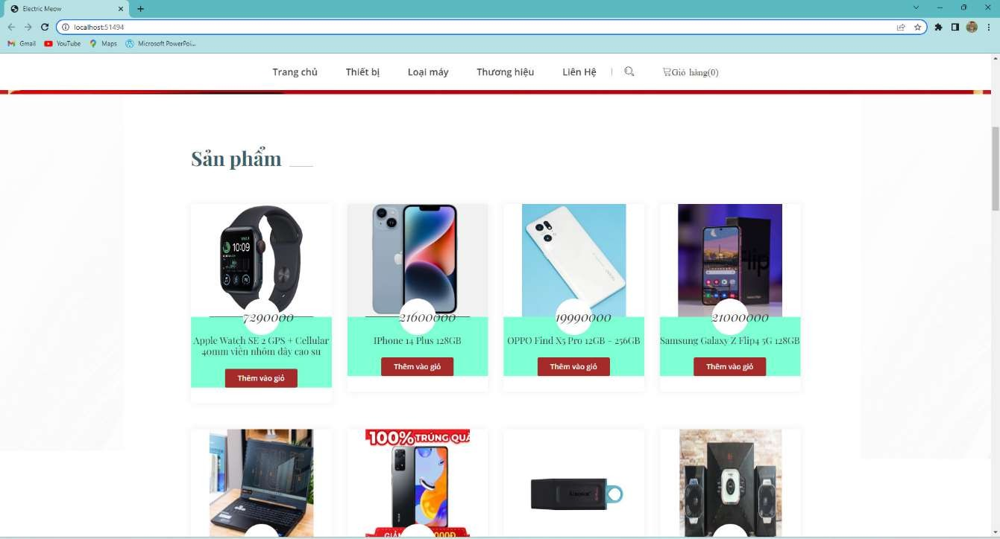 Electric Meow
localhost:51494
Gmail
YouTube
Maps
Microsoft PowerPoi...
Trang chủ
Thiết bị
Loại máy
Thương hiệu
Liên Hệ
Giỏ hàng(0)
Sản phẩm
10:09
Flip
7290000
21600000
19990000
21000000
Apple Watch SE 2 GPS + Cellular
40mm viền nhôm dây cao su
IPhone 14 Plus 128GB
OPPO Find X5 Pro 12GB - 256GB
Samsung Galaxy Z Flip4 5G 128GB
Thêm vào giỏ
Thêm vào giỏ
Thêm vào giỏ
Thêm vào giỏ
100% TRÚNG QUÀ
Kingston